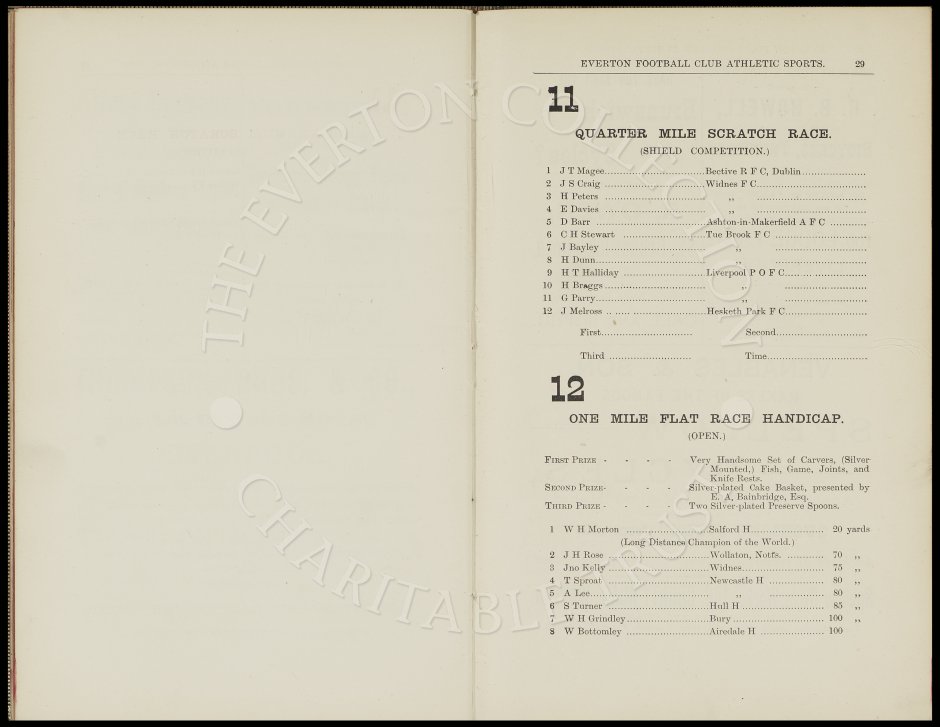 EVERTON FOOTBALL CLUB ATHLETIC SPORTS. 29
11
QUARTER MILE SCRATCH RACE.
(SHIELD COMPETITION.)
1 J T Magee..............................Bective R F C, Dublin...................
2 J S Craig ..............................Widnes F C.................................
3 H Peters .............................. ,, .................................
4 E Davies .............................. ,, .................................
5 D Barr ..............................Ashton-in-Makerfield A F C ...........
6 C H Stewart .........................Tue Brook F C ...........................
7 J Bayley .............................. ,, ...........................
8 H Dunn................................. ,, ...........................
9 H T Halliday ........................Liverpool P O F C........................
10 H Braggs.............................. ........................
11 G Parry................................. ,, ........................
12 J Melross ..............................Hesketh Park F C........................
First........................... Second...........................
Third ........................ Time..............................
12
ONE MILE FLAT RACE HANDICAP.
(OPEN.)
FIRST PRIZE - - - - Very Handsome Set of Carvers, (Silver
Mounted,) Fish, Game, Joints, and
Knife Rests.
SECOND PRIZE- - - - Silver-plated Cake Basket, presented by
E. A. Bainbridge, Esq.
THIRD PRIZE - - - - Two Silver-plated Preserve Spoons.
1 W H Morton ........................Salford H..................... 20 yards
(Long Distance Champion of the World.)
2 J H Rose ..............................Wollaton, Notts. ........... 70 ,,
3 Jno Kelly..............................Widnes........................ 75 ,,
4 T Sproat ..............................Newcastle H ............... 80 ,,
5 A Lee................................. ,, ............... 80 ,,
6 S Turner ..............................Hull H ........................ 85 ,,
7 W H Grindley........................Bury........................... 100 ,,
8 W Bottomley ........................Airedale H .................. 100
THE EVERTON COLLECTION
CHARITABLE TRUST